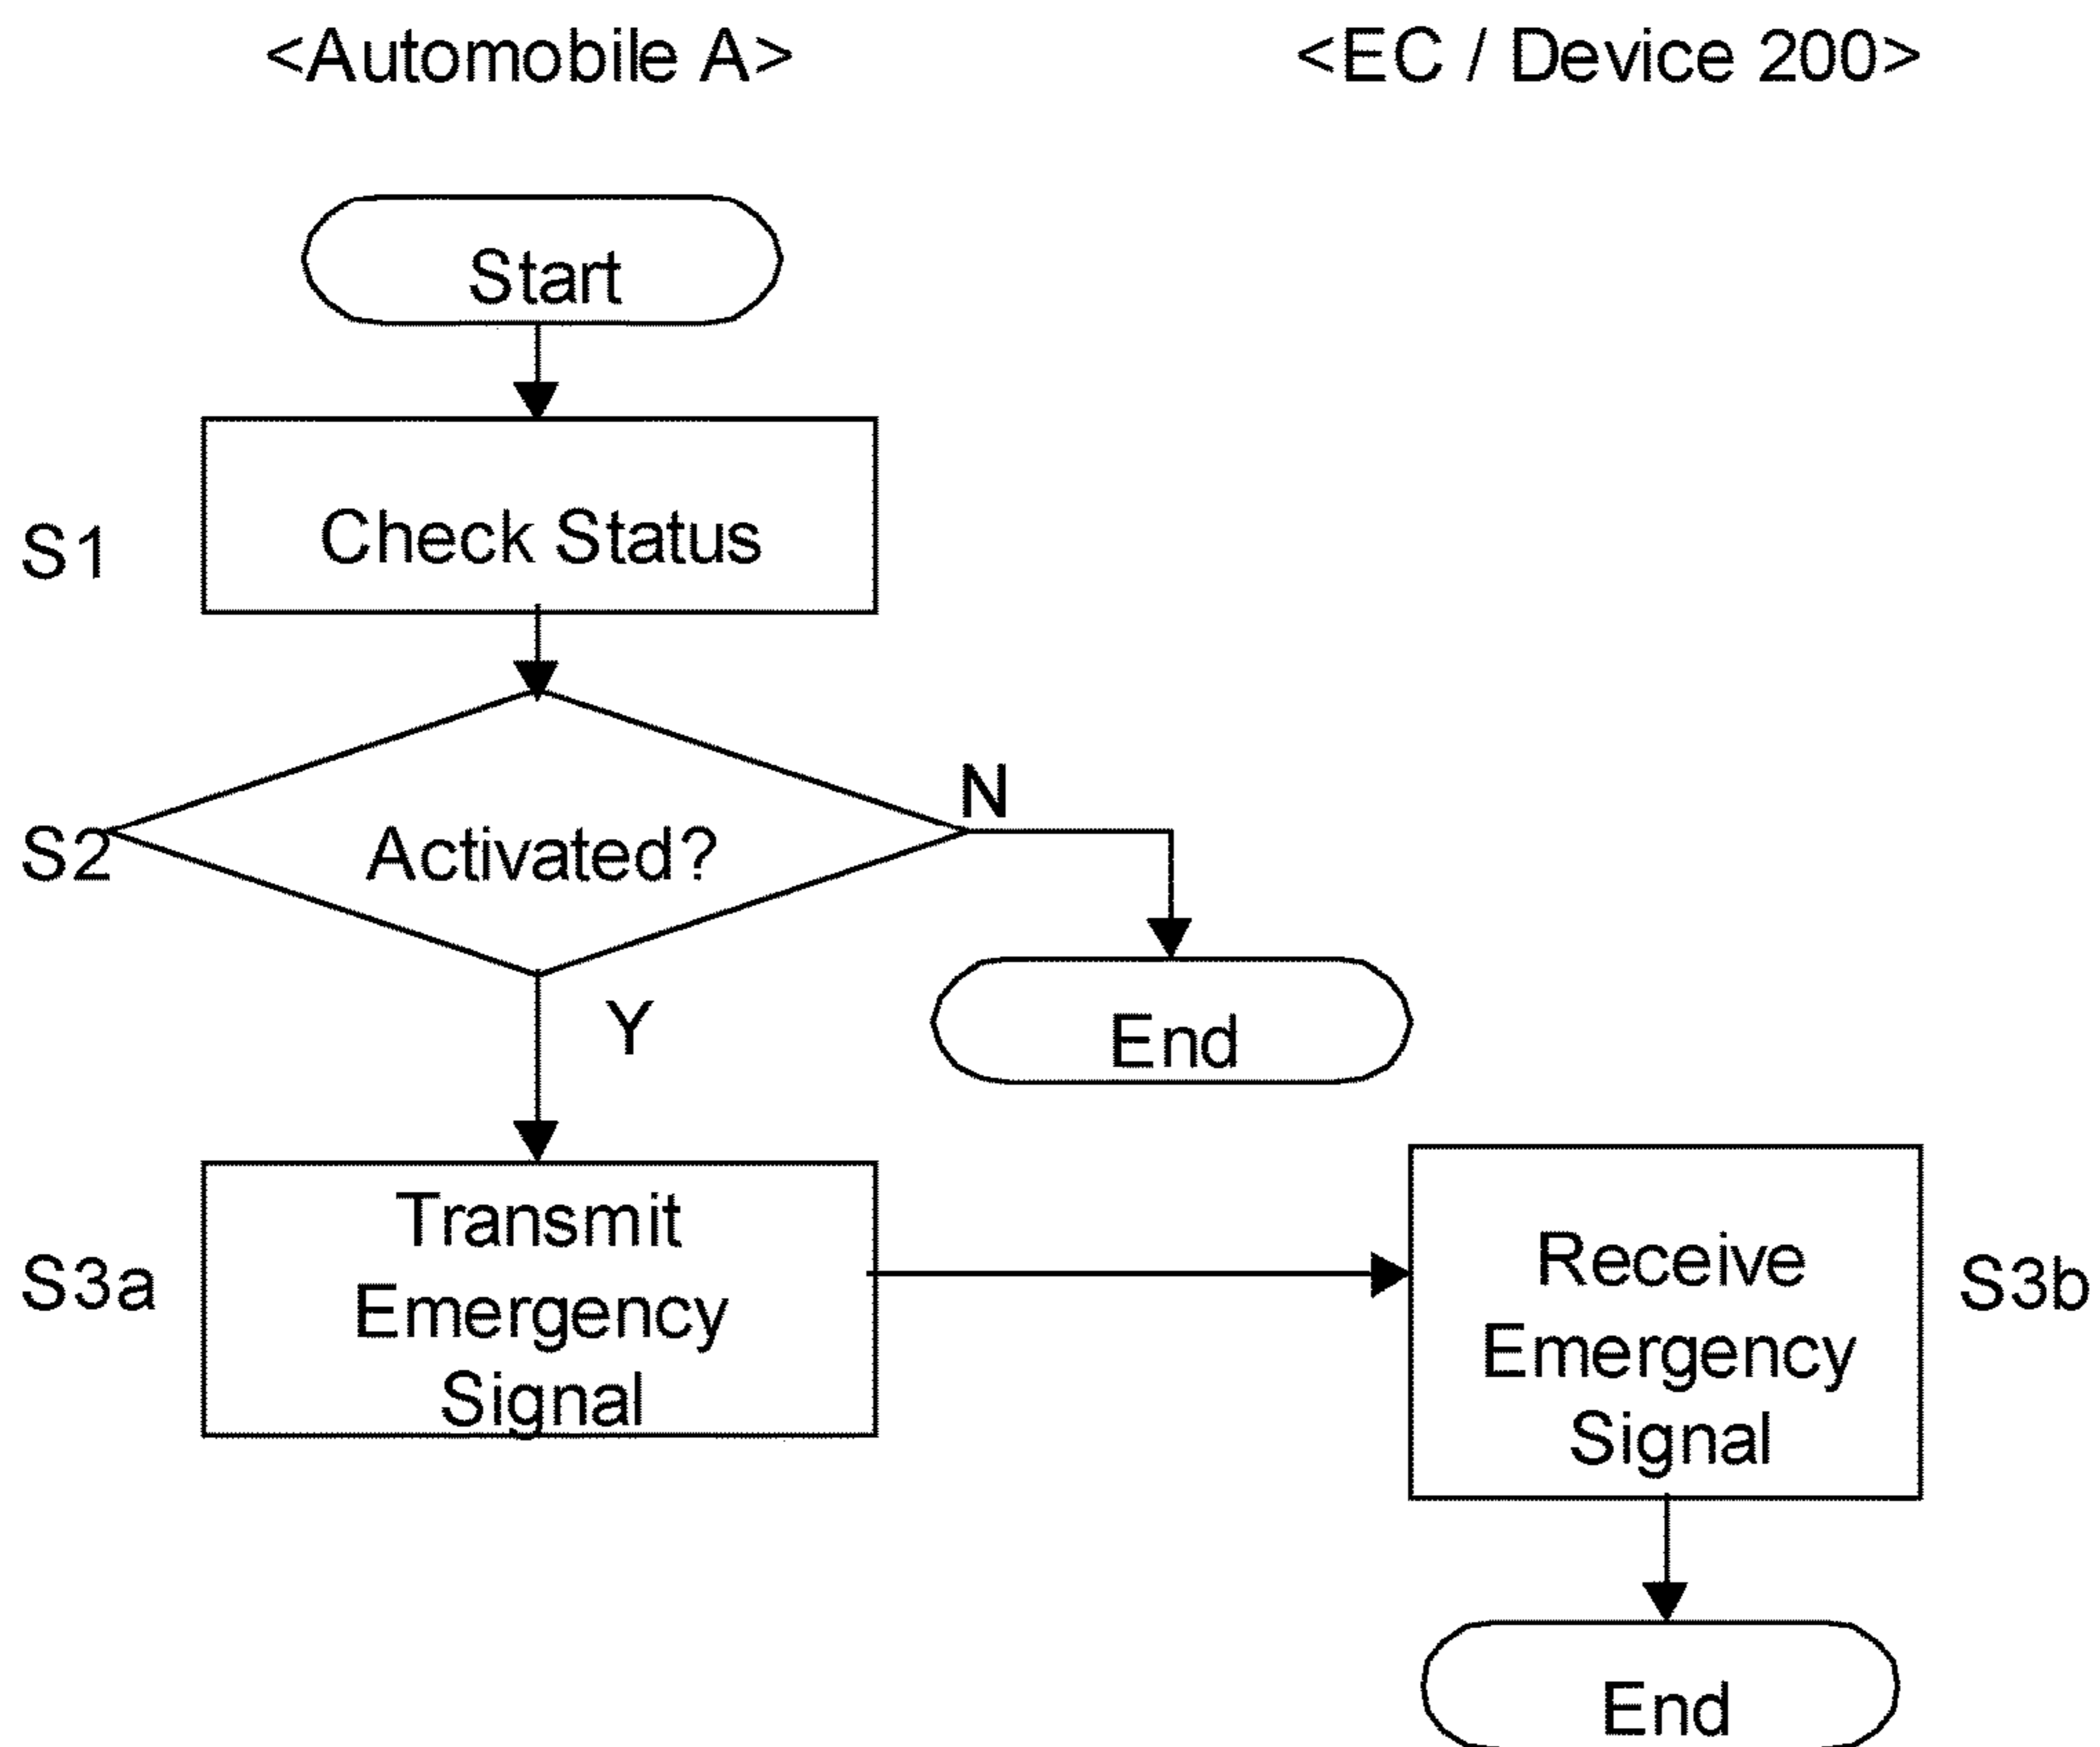 <Automobile A>
<EC / Device 200>
Start
S1
Check Status
S2
Activated?
N
Y
End
S3a
Transmit
Emergency
Signal
Receive
Emergency
Signal
S3b
End